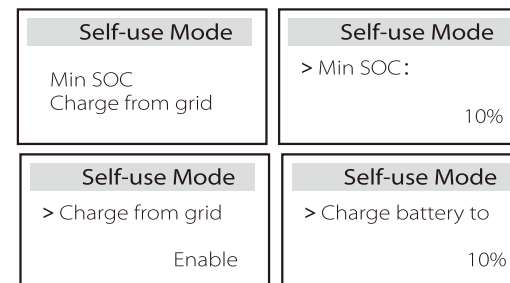 Self-use Mode
Min SOC
Charge from grid
Self-use Mode
> Min SOC:
10%
Self-use Mode
> Charge from grid
Enable
Self-use Mode
> Charge battery to
10%